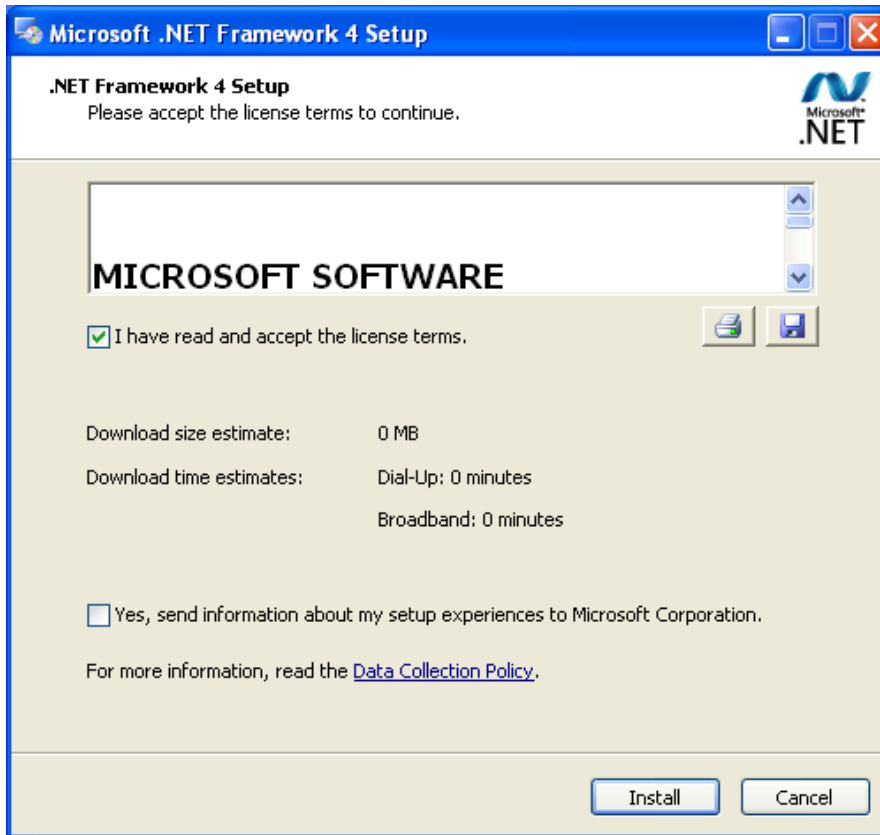 Microsoft .NET Framework 4 Setup
.NET Framework 4 Setup
Please accept the license terms to continue.
Microsoft®
.NET
MICROSOFT SOFTWARE
I have read and accept the license terms.
Download size estimate: 0 MB
Download time estimates: Dial-Up: 0 minutes
Broadband: 0 minutes
Yes, send information about my setup experiences to Microsoft Corporation.
For more information, read the Data Collection Policy.
Install Cancel